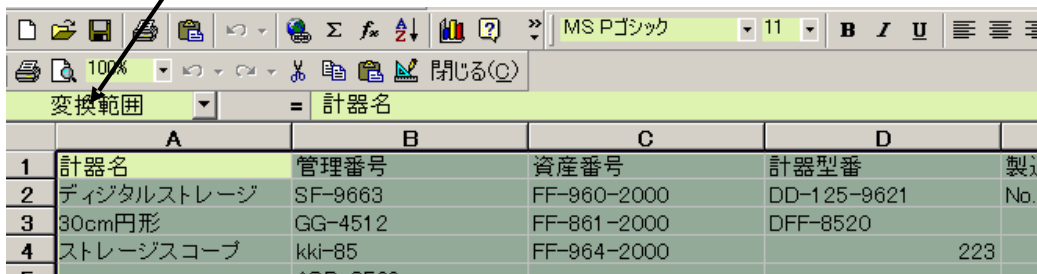 MS Pゴシック 11 B I U
100% 閉じる(C)
変換範囲 = 計器名
A B C D
1 計器名 管理番号 資産番号 計器型番
2 ディジタルストレージ SF-9663 FF-960-2000 DD-125-9621 No.
3 30cm円形 GG-4512 FF-861-2000 DFF-8520
4 ストレージスコープ kki-85 FF-964-2000 223